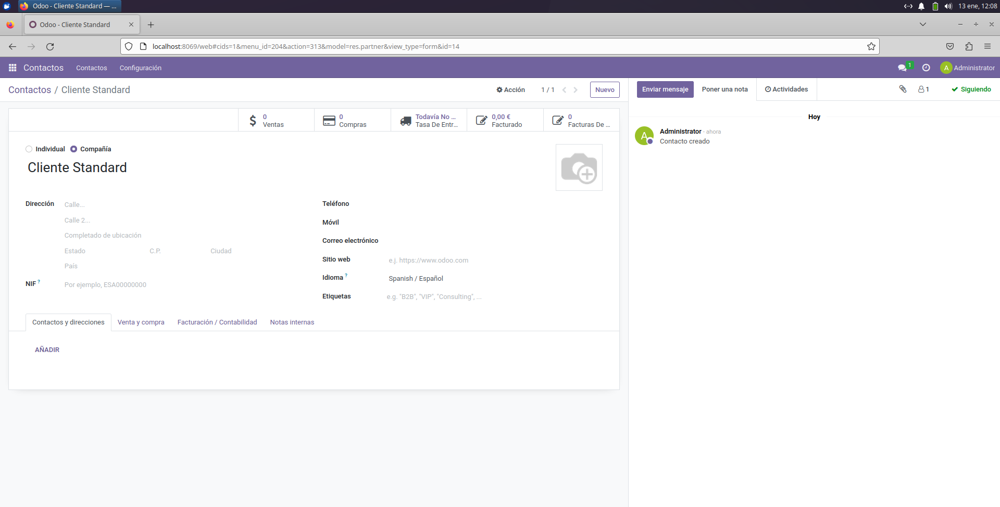 Odoo - Cliente Standard — ...
13 ene, 12:08
Odoo - Cliente Standard
localhost:8069/web#cids=1&menu_id=204&action=313&model=res.partner&view_type=form&id=14
Contactos Contactos Configuración
1 A Administrator
Contactos / Cliente Standard
Acción 1 / 1 Nuevo
Enviar mensaje Poner una nota Actividades 1 Siguiendo
0
Ventas
0
Compras
Todavía No ...
Tasa De Entr...
0,00 €
Facturado
0
Facturas De ...
Hoy
A
Administrator - ahora
Contacto creado
Individual Compañía
Cliente Standard
Dirección
Calle...
Calle 2...
Completado de ubicación
Estado C.P. Ciudad
País
NIF ? Por ejemplo, ESA00000000
Teléfono
Móvil
Correo electrónico
Sitio web e.j. https://www.odoo.com
Idioma ? Spanish / Español
Etiquetas e.g. "B2B", "VIP", "Consulting", ...
Contactos y direcciones Venta y compra Facturación / Contabilidad Notas internas
AÑADIR